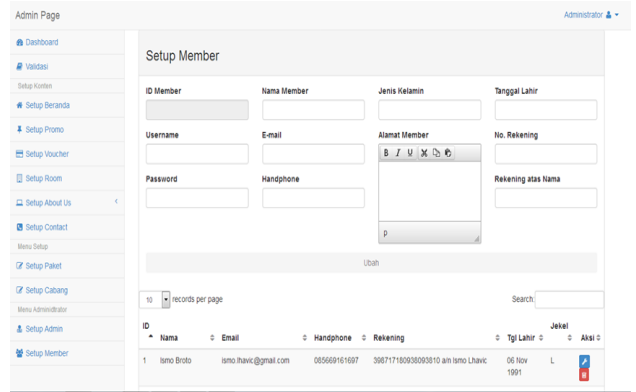 Admin Page
Administrator
Dashboard
Validasi
Setup Konten
Setup Beranda
Setup Promo
Setup Voucher
Setup Room
Setup About Us
Setup Contact
Menu Setup
Setup Paket
Setup Cabang
Menu Administrator
Setup Admin
Setup Member
Setup Member
ID Member
Nama Member
Jenis Kelamin
Tanggal Lahir
Username
E-mail
Alamat Member
No. Rekening
B I U
Password
Handphone
Rekening atas Nama
p
Ubah
10 records per page
Search:
ID Nama Email Handphone Rekening Tgl Lahir Jekel Aksi
1 Ismo Broto ismo.lhavic@gmail.com 085669161697 398717180938093810 a/n Ismo Lhavic 06 Nov 1991 L